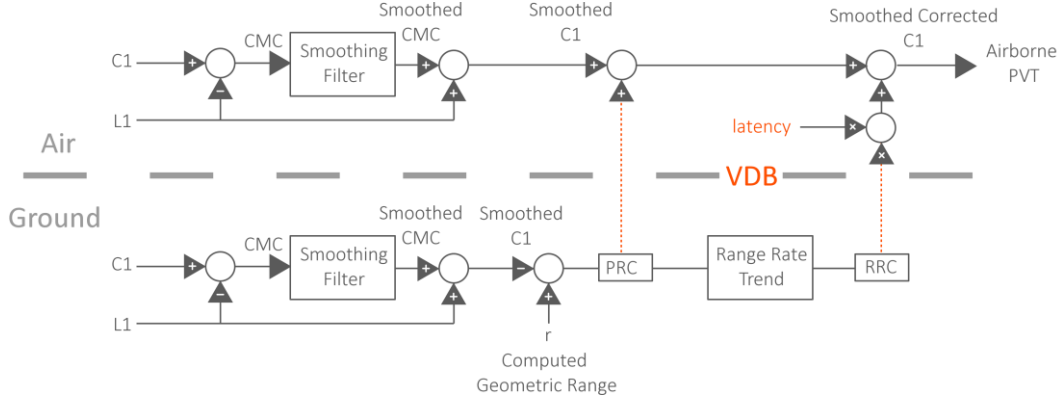 Smoothed
CMC
CMC
C1
+
−
Smoothing
Filter
+
+
L1
Smoothed
C1
+
+
Smoothed Corrected
C1
+
+
Airborne
PVT
latency
×
×
Air
VDB
Ground
Smoothed
CMC
CMC
C1
+
−
Smoothing
Filter
+
+
L1
Smoothed
C1
−
+
r
Computed
Geometric Range
PRC
Range Rate
Trend
RRC